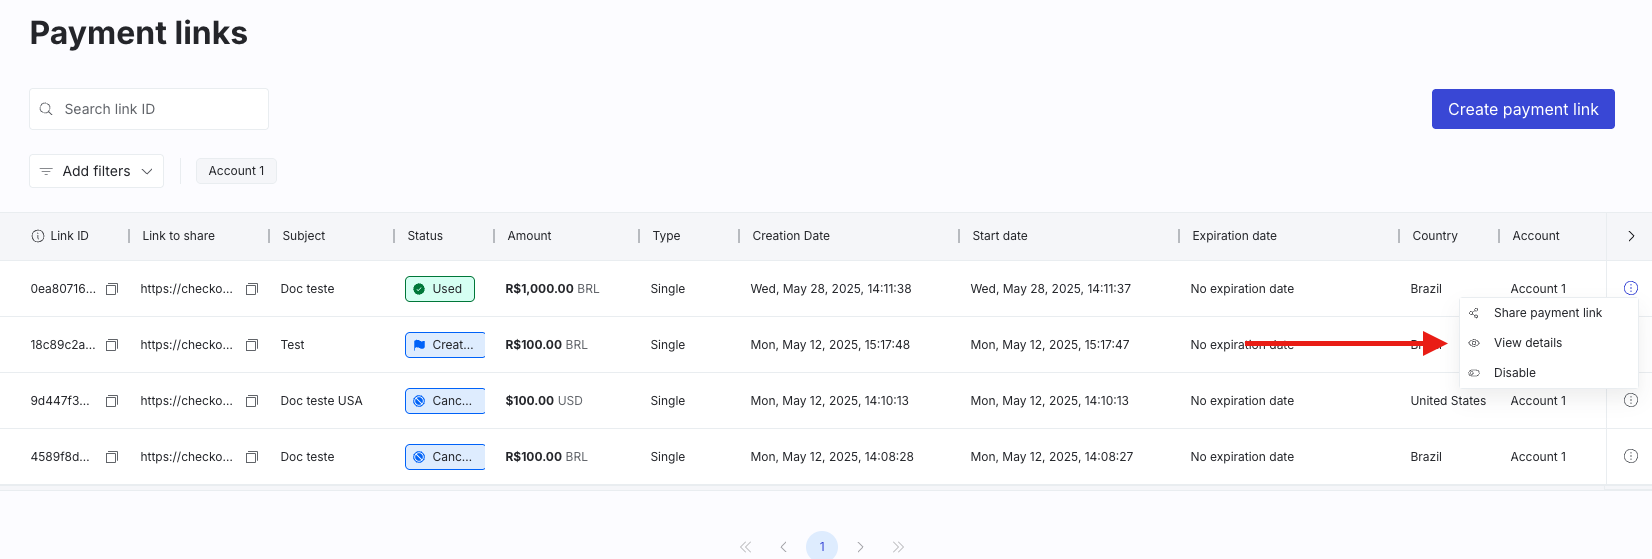 Payment links
Search link ID
Create payment link
Add filters
Account 1
Link ID Link to share Subject Status Amount Type Creation Date Start date Expiration date Country Account
0ea80716... https://checko... Doc teste Used R$1,000.00 BRL Single Wed, May 28, 2025, 14:11:38 Wed, May 28, 2025, 14:11:37 No expiration date Brazil Account 1
Share payment link
18c89c2a... https://checko... Test Creat... R$100.00 BRL Single Mon, May 12, 2025, 15:17:48 Mon, May 12, 2025, 15:17:47 No expiration date View details
Disable
9d447f3... https://checko... Doc teste USA Canc... $100.00 USD Single Mon, May 12, 2025, 14:10:13 Mon, May 12, 2025, 14:10:13 No expiration date United States Account 1
4589f8d... https://checko... Doc teste Canc... R$100.00 BRL Single Mon, May 12, 2025, 14:08:28 Mon, May 12, 2025, 14:08:27 No expiration date Brazil Account 1
1